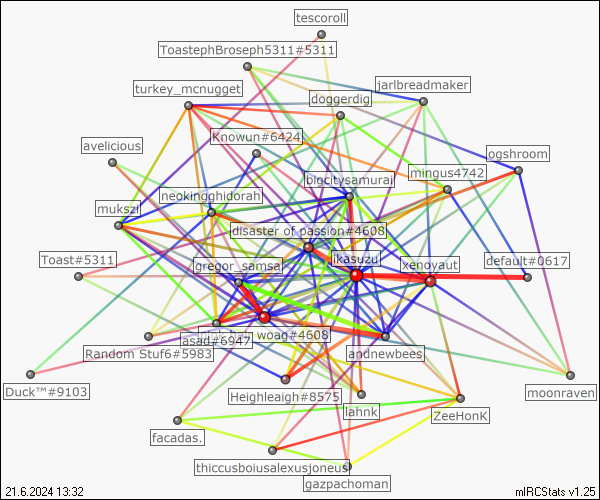 tescoroll
ToastephBroseph5311#5311
turkey_mcnugget
jarlbreadmaker
doggerdig
Knowun#6424
avelicious
ogshroom
mingus4742
bigcitysamurai
neokingghidorah
mukszil
disaster of passion#4608
Toast#5311
gregor_samsa
ikasuzu
xenoyaut
default#0617
woag#4608
asad#6947
andnewbees
Random Stuf6#5983
Duck™#9103
Heighleaigh#8575
moonraven
lahnk
ZeeHonK
facadas.
thiccusboiusalexusjoneus
gazpachoman
21.6.2024 13:32
mIRCStats v1.25